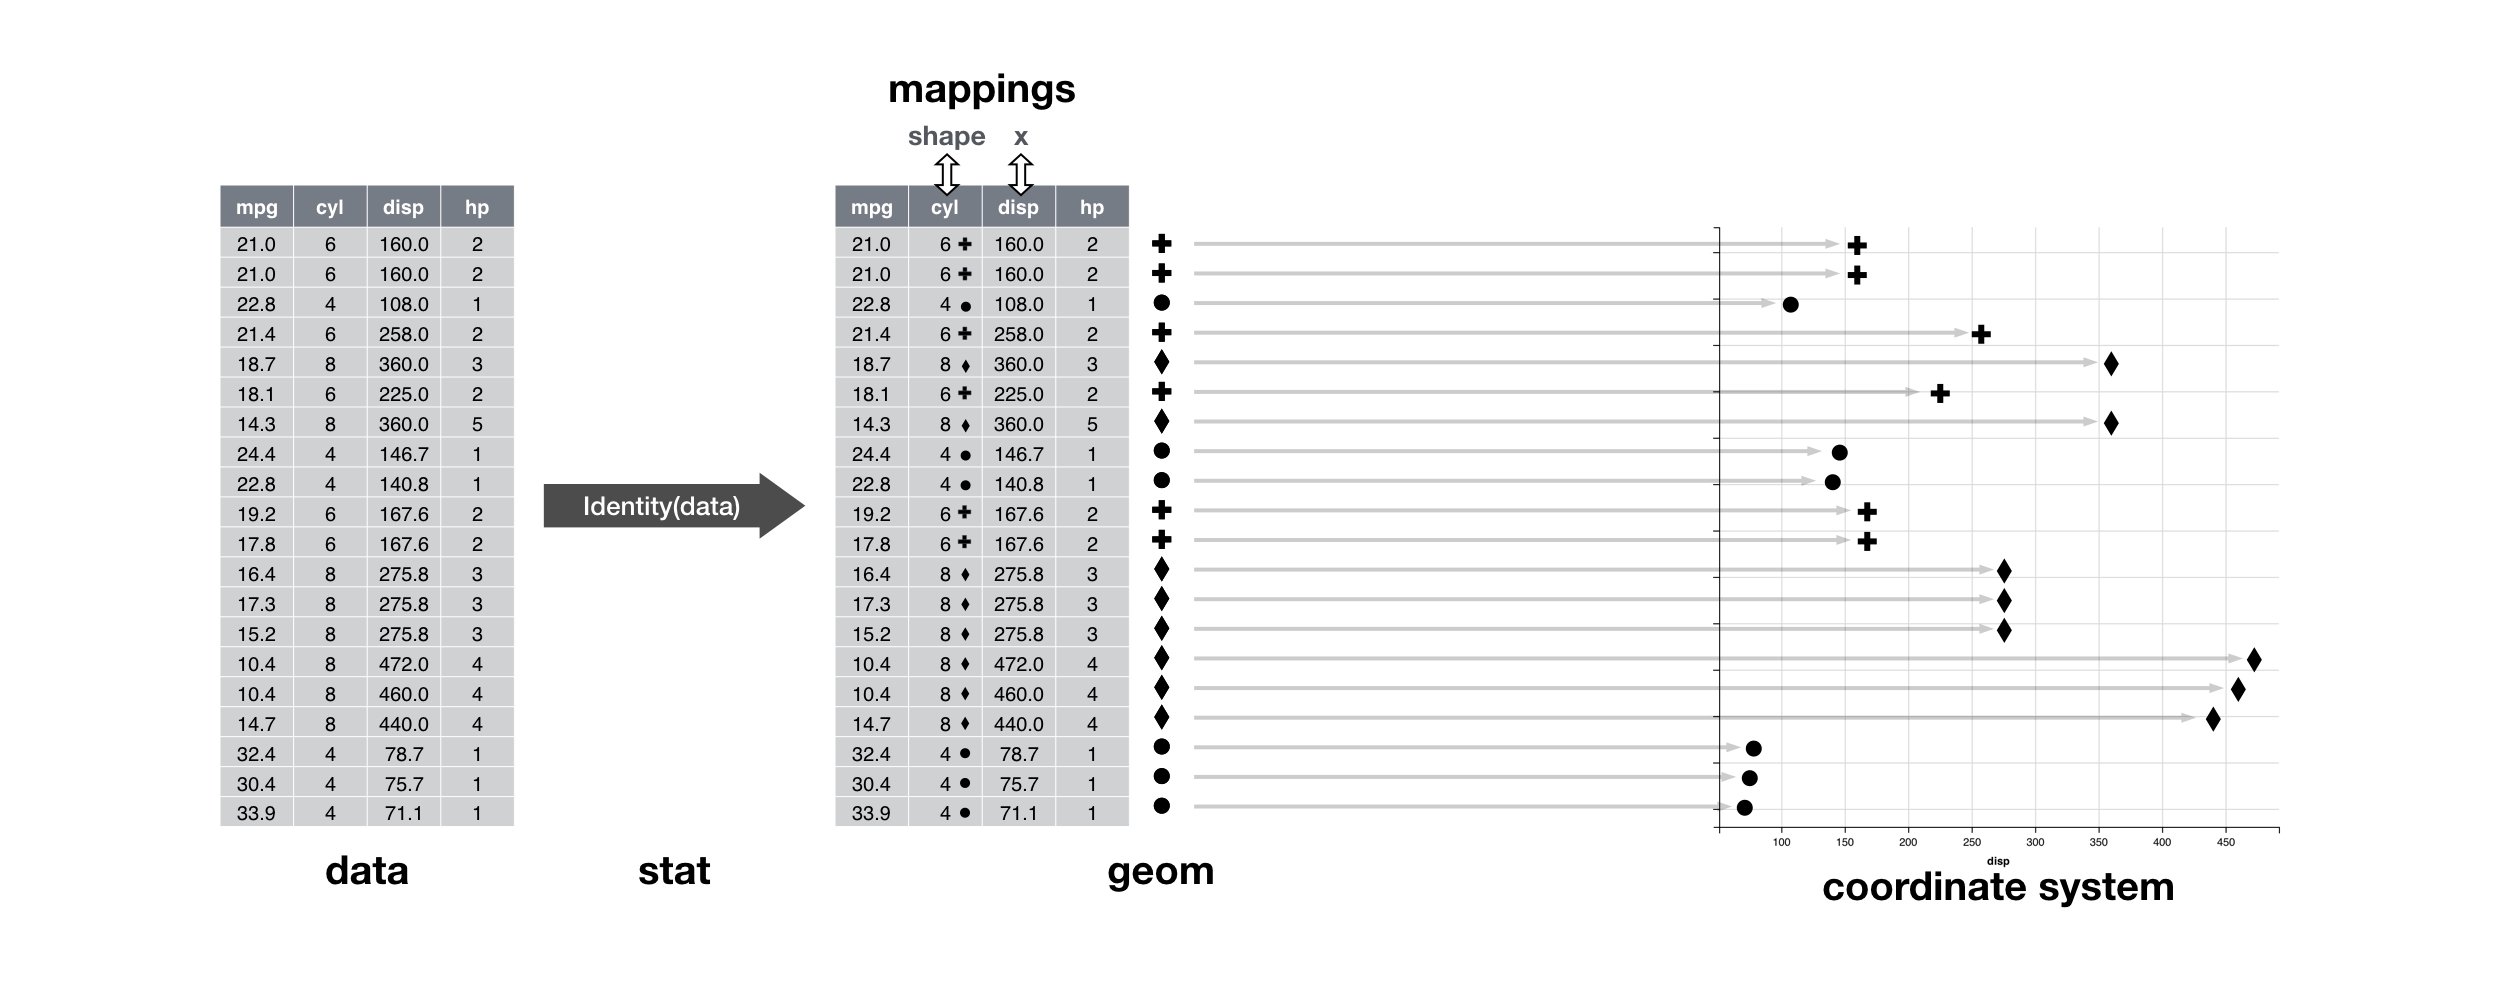 mappings
shape x
mpg cyl disp hp
21.0 6 160.0 2
21.0 6 160.0 2
22.8 4 108.0 1
21.4 6 258.0 2
18.7 8 360.0 3
18.1 6 225.0 2
14.3 8 360.0 5
24.4 4 146.7 1
22.8 4 140.8 1
19.2 6 167.6 2
17.8 6 167.6 2
16.4 8 275.8 3
17.3 8 275.8 3
15.2 8 275.8 3
10.4 8 472.0 4
10.4 8 460.0 4
14.7 8 440.0 4
32.4 4 78.7 1
30.4 4 75.7 1
33.9 4 71.1 1
data
Identity(data)
stat
mpg cyl disp hp
21.0 6 160.0 2
21.0 6 160.0 2
22.8 4 108.0 1
21.4 6 258.0 2
18.7 8 360.0 3
18.1 6 225.0 2
14.3 8 360.0 5
24.4 4 146.7 1
22.8 4 140.8 1
19.2 6 167.6 2
17.8 6 167.6 2
16.4 8 275.8 3
17.3 8 275.8 3
15.2 8 275.8 3
10.4 8 472.0 4
10.4 8 460.0 4
14.7 8 440.0 4
32.4 4 78.7 1
30.4 4 75.7 1
33.9 4 71.1 1
geom
100 150 200 250 300 350 400 450
disp
coordinate system